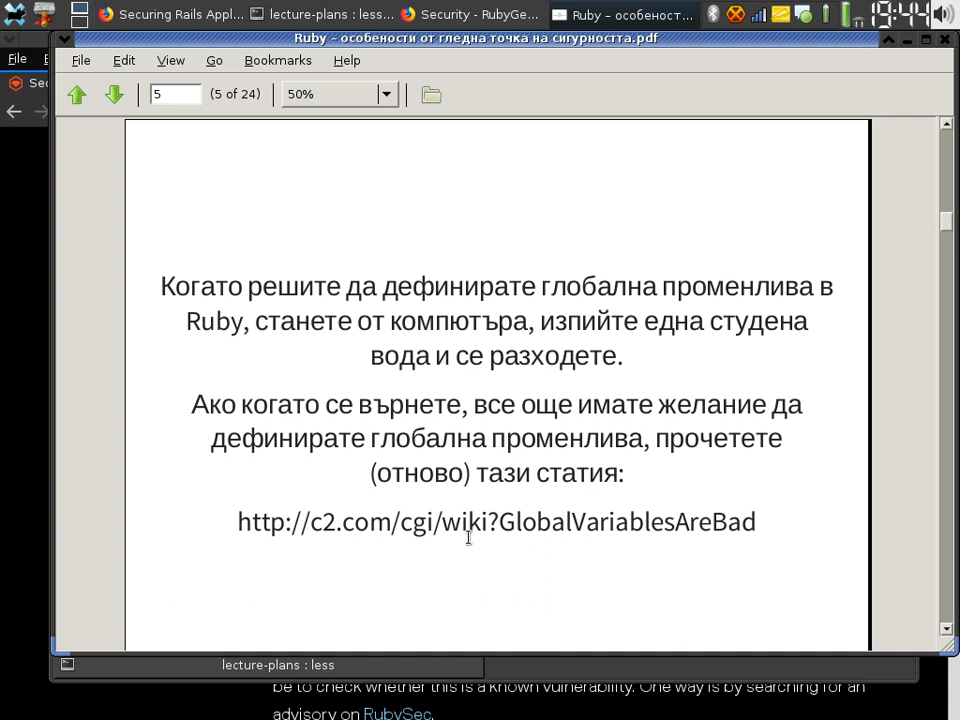 Securing Rails Appl...
lecture-plans : less...
Security - RubyGe...
Ruby – особеност...
19:44
Ruby – особености от гледна точка на сигурността.pdf
File
File Edit View Go Bookmarks Help
Sec
5 (5 of 24) 50%
Когато решите да дефинирате глобална променлива в
Ruby, станете от компютъра, изпийте една студена
вода и се разходете.
Ако когато се върнете, все още имате желание да
дефинирате глобална променлива, прочетете
(отново) тази статия:
http://c2.com/cgi/wiki?GlobalVariablesAreBad
lecture-plans : less
be to check whether this is a known vulnerability. One way is by searching for an
advisory on RubySec.